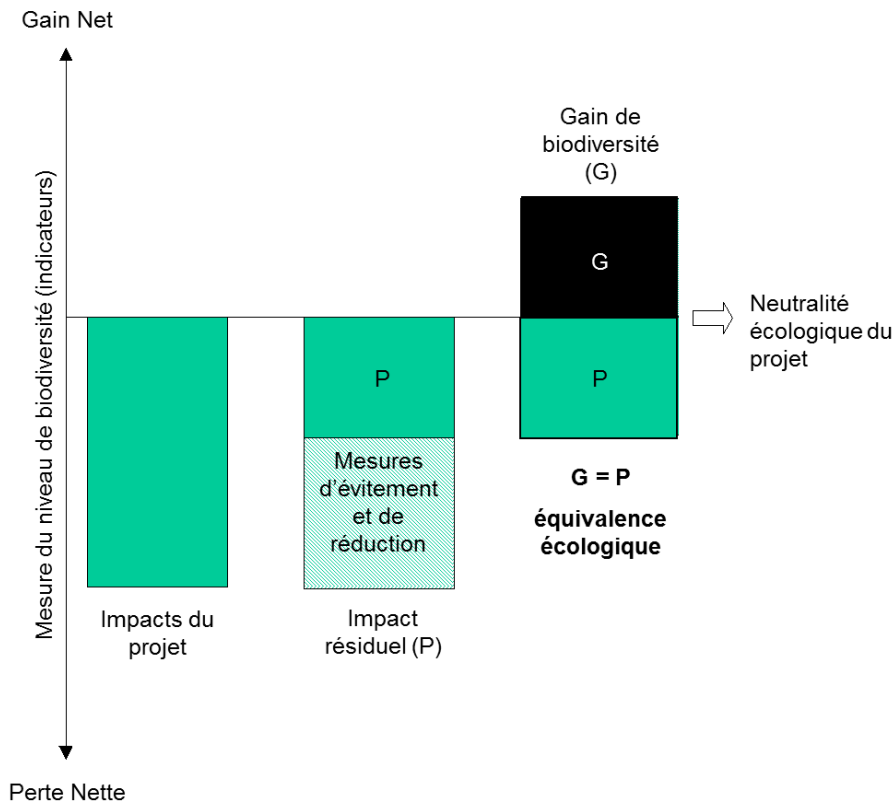 Gain Net
Mesure du niveau de biodiversité (indicateurs)
Gain de
biodiversité
(G)
G
Neutralité
écologique du
projet
P
P
Mesures
d'évitement
et de
réduction
G = P
équivalence
écologique
Impacts du
projet
Impact
résiduel (P)
Perte Nette